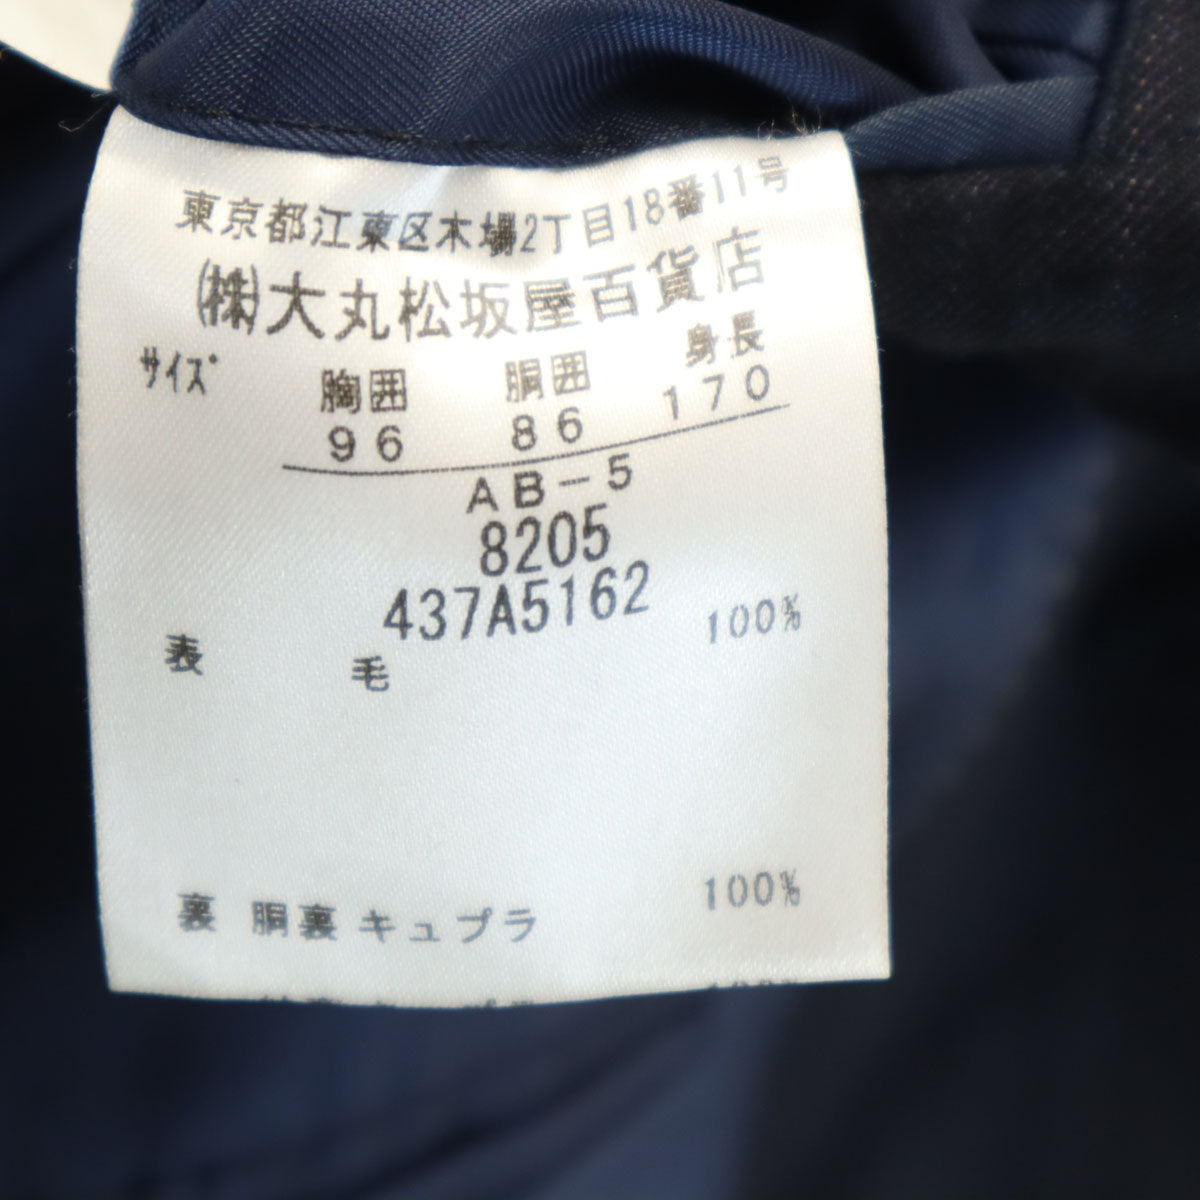 東京都江東区木場2丁目18番11号
㈱大丸松坂屋百貨店
サイズ 胸囲 胴囲 身長
96 86 170
AB-5
8205
437A5162
表 毛 100%
裏 胴裏 キュプラ 100%